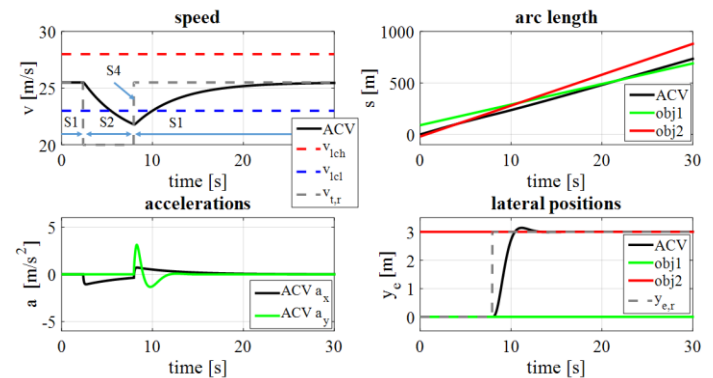 speed
30
25
20
v [m/s]
S4
S1
S2
S1
0
10
20
30
time [s]
ACV
v_lch
v_lcl
v_t,r
arc length
1000
500
0
s [m]
ACV
obj1
obj2
0
10
20
30
time [s]
accelerations
5
0
-5
a [m/s²]
ACV a_x
ACV a_y
0
10
20
30
time [s]
lateral positions
3
2
1
0
y_e [m]
ACV
obj1
obj2
y_e,r
0
10
20
30
time [s]